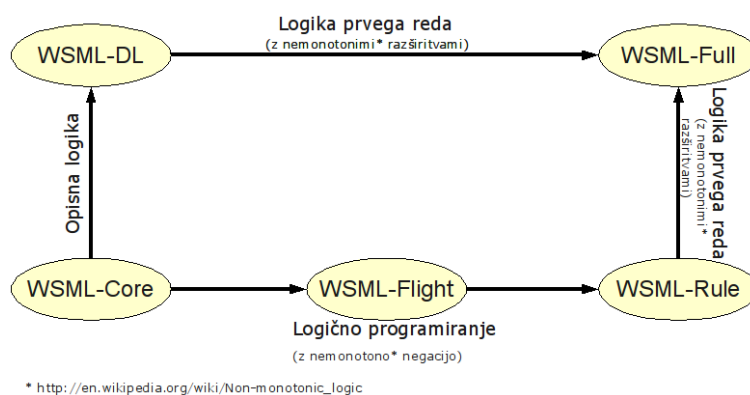 Logika prvega reda
(z nemonotonimi* razširitvami)
WSML-DL
WSML-Full
Opisna logika
Logika prvega reda
(z nemonotonimi*
razširitvami)
WSML-Core
WSML-Flight
WSML-Rule
Logično programiranje
(z nemonotono* negacijo)
* http://en.wikipedia.org/wiki/Non-monotonic_logic